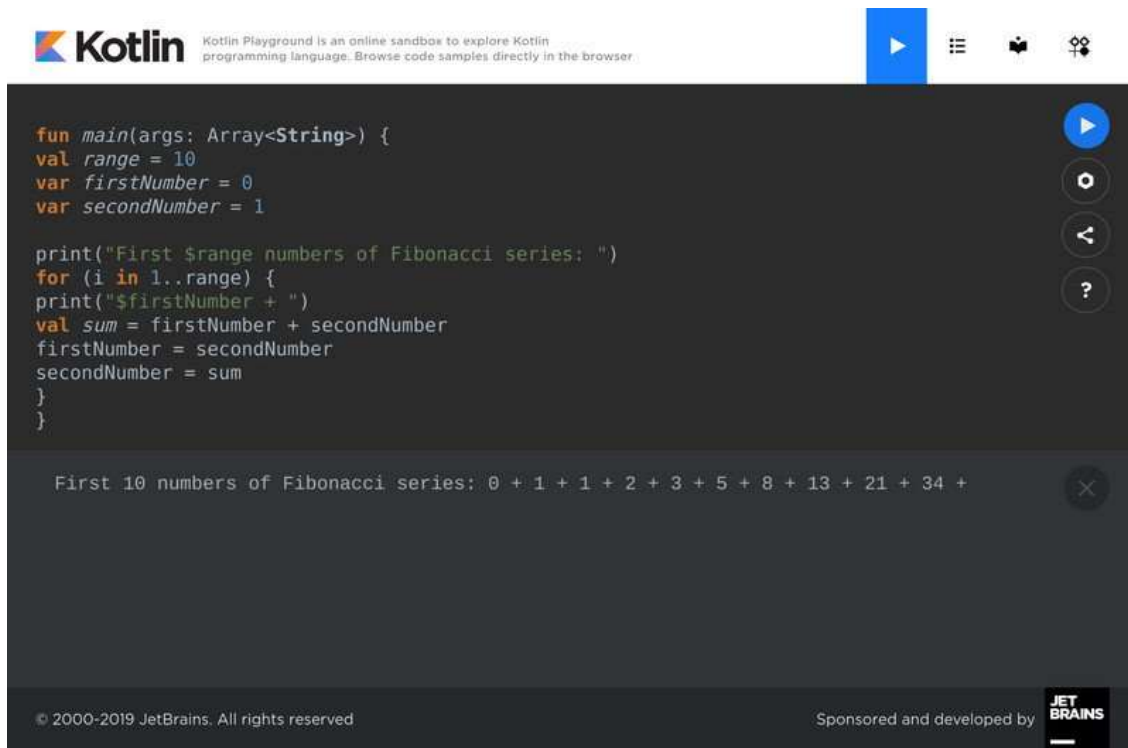 Kotlin
Kotlin Playground is an online sandbox to explore Kotlin
programming language. Browse code samples directly in the browser
fun main(args: Array<String>) {
val range = 10
var firstNumber = 0
var secondNumber = 1
print("First $range numbers of Fibonacci series: ")
for (i in 1..range) {
print("$firstNumber + ")
val sum = firstNumber + secondNumber
firstNumber = secondNumber
secondNumber = sum
}
}
?
First 10 numbers of Fibonacci series: 0 + 1 + 1 + 2 + 3 + 5 + 8 + 13 + 21 + 34 +
© 2000-2019 JetBrains. All rights reserved
Sponsored and developed by
JET
BRAINS